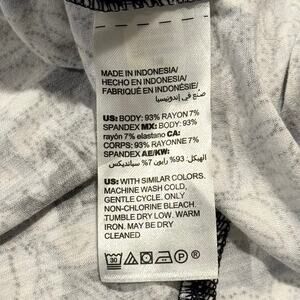 MADE IN INDONESIA/
HECHO EN INDONESIA/
FABRIQUÉ EN INDONÉSIE/
صنع في إندونيسيا
US: BODY: 93% RAYON 7%
SPANDEX MX: BODY: 93%
rayón 7% elastano CA:
CORPS: 93% RAYONNE 7%
SPANDEX AE/KW:
الهيكل: 93% رايون 7% سباندیکس
US: WITH SIMILAR COLORS.
MACHINE WASH COLD,
GENTLE CYCLE. ONLY
NON-CHLORINE BLEACH.
TUMBLE DRY LOW. WARM
IRON. MAY BE DRY
CLEANED
30 P